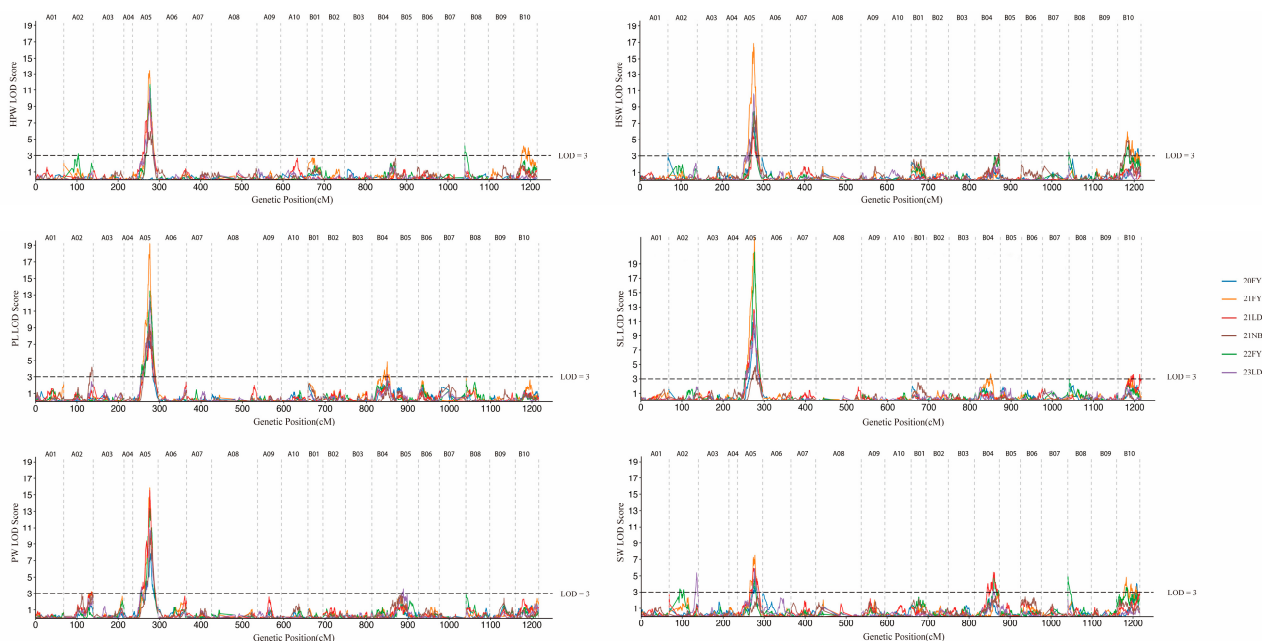 A01 A02 A03 A04 A05 A06 A07 A08 A09 A10 B01 B02 B03 B04 B05 B06 B07 B08 B09 B10
HPW LOD Score
19
17
15
13
11
9
7
5
3
1
LOD = 3
0 100 200 300 400 500 600 700 800 900 1000 1100 1200
Genetic Position(cM)
A01 A02 A03 A04 A05 A06 A07 A08 A09 A10 B01 B02 B03 B04 B05 B06 B07 B08 B09 B10
HSW LOD Score
19
17
15
13
11
9
7
5
3
1
LOD = 3
0 100 200 300 400 500 600 700 800 900 1000 1100 1200
Genetic Position(cM)
A01 A02 A03 A04 A05 A06 A07 A08 A09 A10 B01 B02 B03 B04 B05 B06 B07 B08 B09 B10
PL LOD Score
19
17
15
13
11
9
7
5
3
1
LOD = 3
0 100 200 300 400 500 600 700 800 900 1000 1100 1200
Genetic Position(cM)
A01 A02 A03 A04 A05 A06 A07 A08 A09 A10 B01 B02 B03 B04 B05 B06 B07 B08 B09 B10
SL LOD Score
19
17
15
13
11
9
7
5
3
1
LOD = 3
0 100 200 300 400 500 600 700 800 900 1000 1100 1200
Genetic Position(cM)
20FY
21FY
21LD
21NB
22FY
23LD
A01 A02 A03 A04 A05 A06 A07 A08 A09 A10 B01 B02 B03 B04 B05 B06 B07 B08 B09 B10
PW LOD Score
19
17
15
13
11
9
7
5
3
1
LOD = 3
0 100 200 300 400 500 600 700 800 900 1000 1100 1200
Genetic Position(cM)
A01 A02 A03 A04 A05 A06 A07 A08 A09 A10 B01 B02 B03 B04 B05 B06 B07 B08 B09 B10
SW LOD Score
19
17
15
13
11
9
7
5
3
1
LOD = 3
0 100 200 300 400 500 600 700 800 900 1000 1100 1200
Genetic Position(cM)